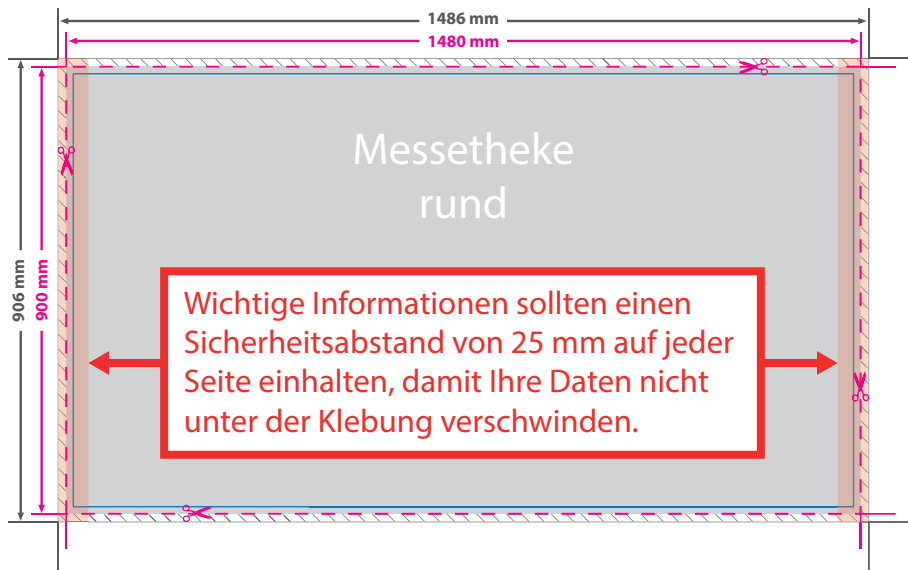 1486 mm
1480 mm
Messetheke
rund
906 mm
900 mm
Wichtige Informationen sollten einen
Sicherheitsabstand von 25 mm auf jeder
Seite einhalten, damit Ihre Daten nicht
unter der Klebung verschwinden.